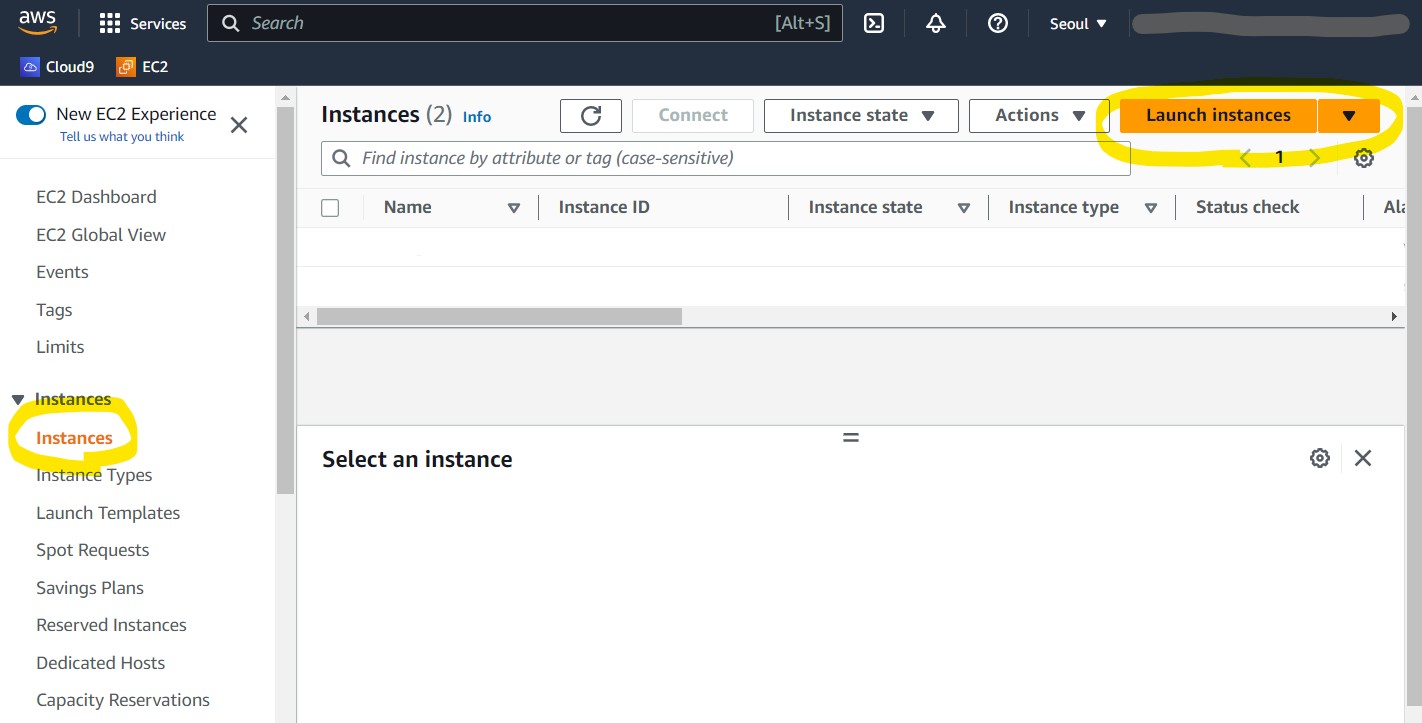 aws Services Search [Alt+S] Seoul
Cloud9 EC2
New EC2 Experience
Tell us what you think
EC2 Dashboard
EC2 Global View
Events
Tags
Limits
Instances
Instances
Instance Types
Launch Templates
Spot Requests
Savings Plans
Reserved Instances
Dedicated Hosts
Capacity Reservations
Instances (2) Info Connect Instance state Actions Launch instances
Find instance by attribute or tag (case-sensitive) 1
Name Instance ID Instance state Instance type Status check
Select an instance